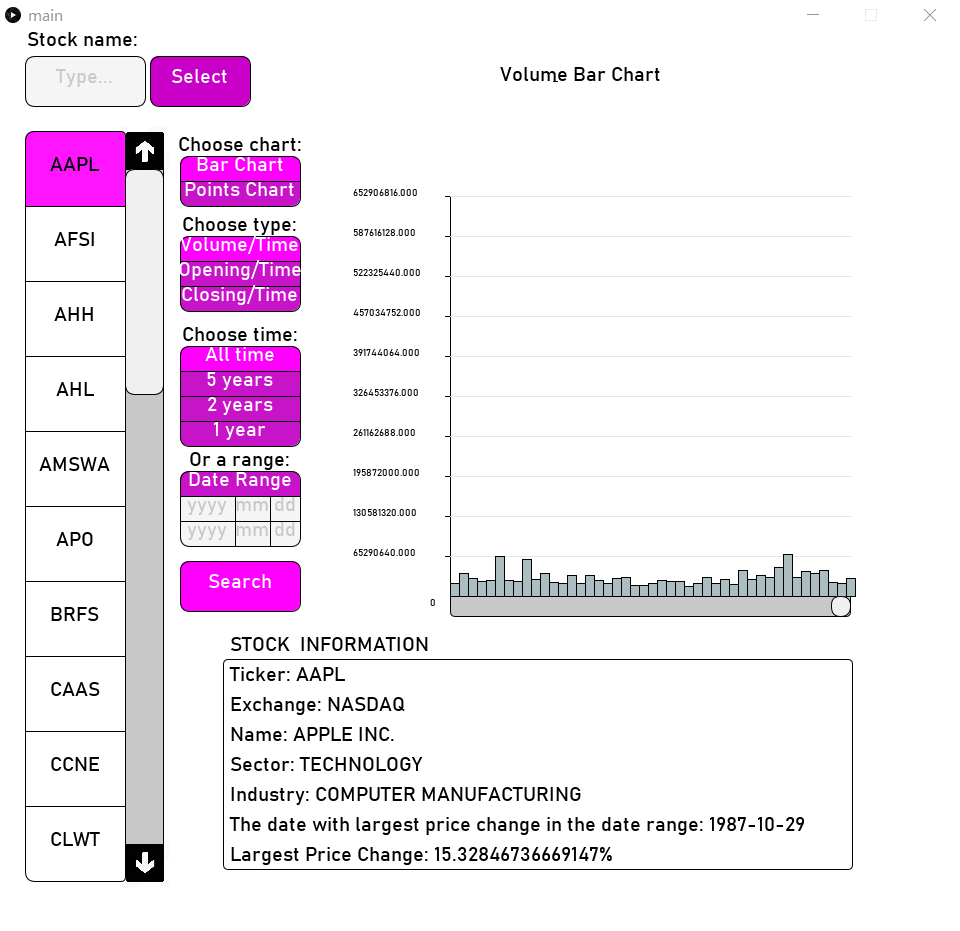 main
Stock name:
Type...
Select
Volume Bar Chart
AAPL
AFSI
AHH
AHL
AMSWA
APO
BRFS
CAAS
CCNE
CLWT
Choose chart:
Bar Chart
Points Chart
Choose type:
Volume/Time
Opening/Time
Closing/Time
Choose time:
All time
5 years
2 years
1 year
Or a range:
Date Range
yyyy mm dd
yyyy mm dd
Search
652906816.000
587616128.000
522325440.000
457034752.000
391744064.000
326453376.000
261162688.000
195872000.000
130581320.000
65290640.000
0
STOCK INFORMATION
Ticker: AAPL
Exchange: NASDAQ
Name: APPLE INC.
Sector: TECHNOLOGY
Industry: COMPUTER MANUFACTURING
The date with largest price change in the date range: 1987-10-29
Largest Price Change: 15.32846736669147%